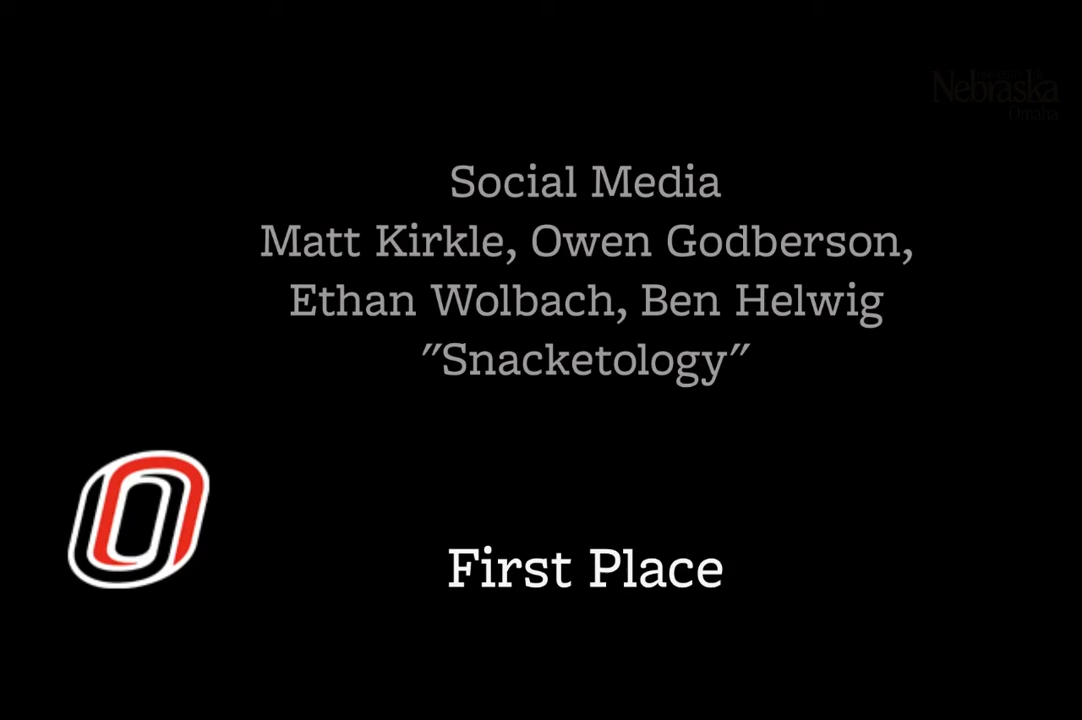 Nebraska
Omaha
Social Media
Matt Kirkle, Owen Godberson,
Ethan Wolbach, Ben Helwig
"Snacketology"
O
First Place